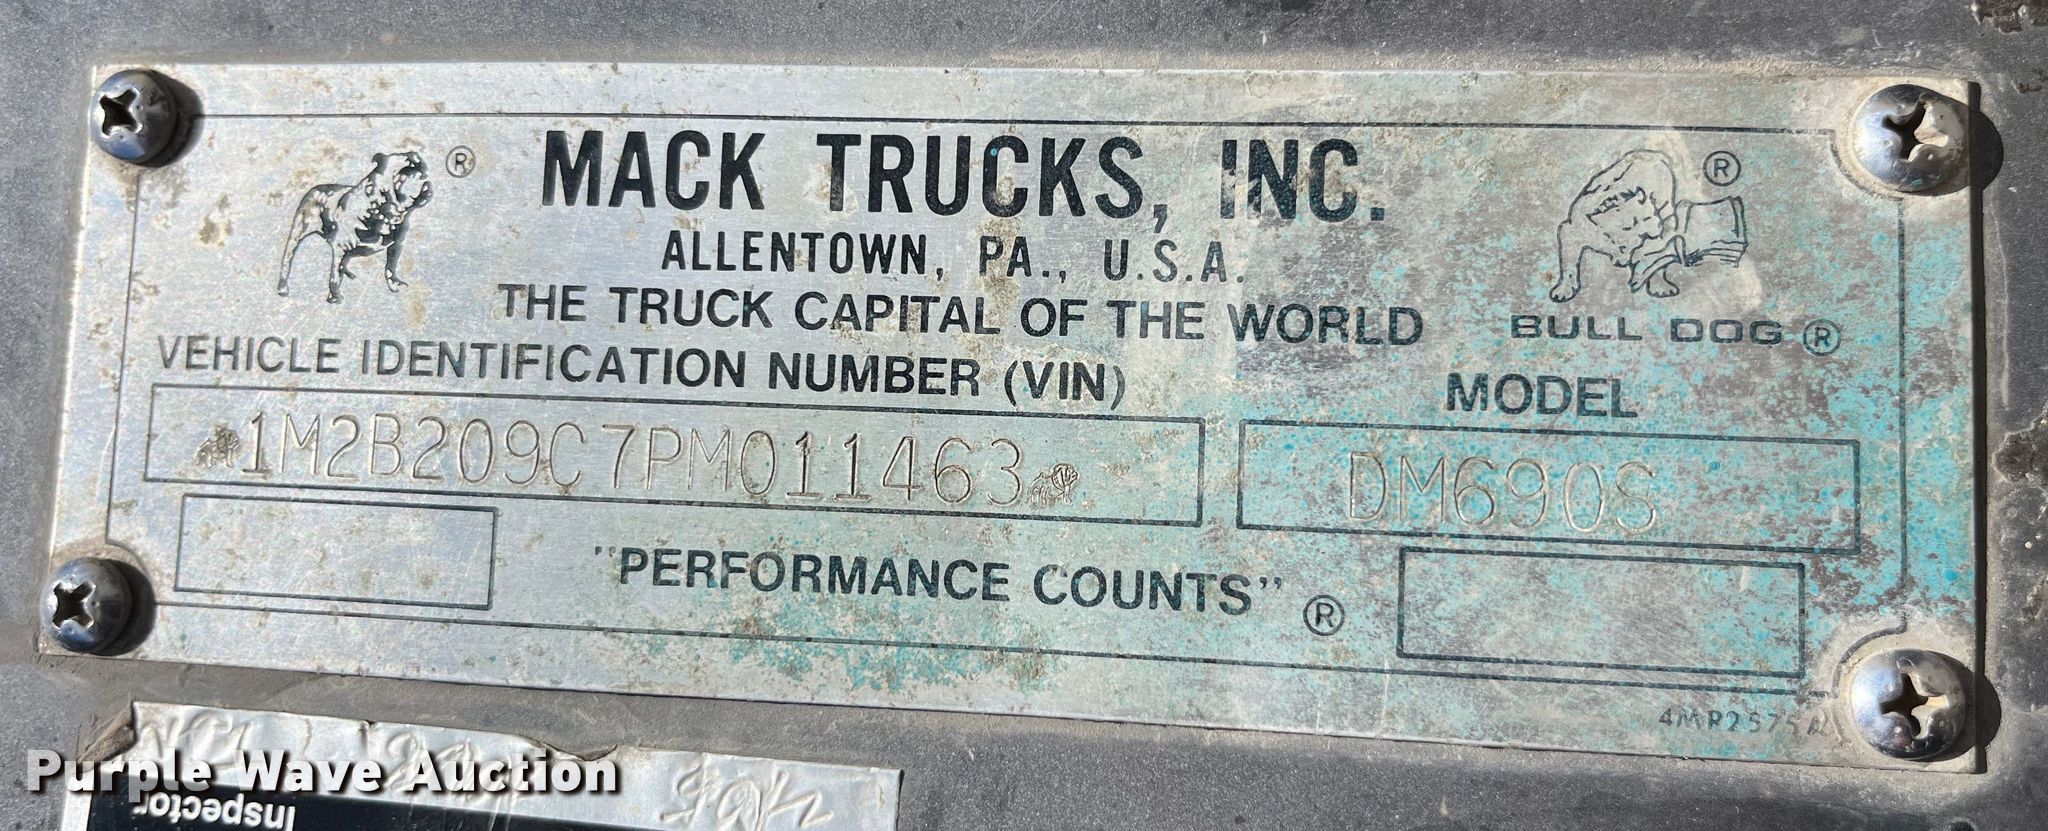 MACK TRUCKS, INC.
ALLENTOWN, PA., U.S.A.
THE TRUCK CAPITAL OF THE WORLD
BULL DOG ®
VEHICLE IDENTIFICATION NUMBER (VIN)
MODEL
1M2B209C7PM011463
DM690S
"PERFORMANCE COUNTS" ®
Purple Wave Auction
Inspector